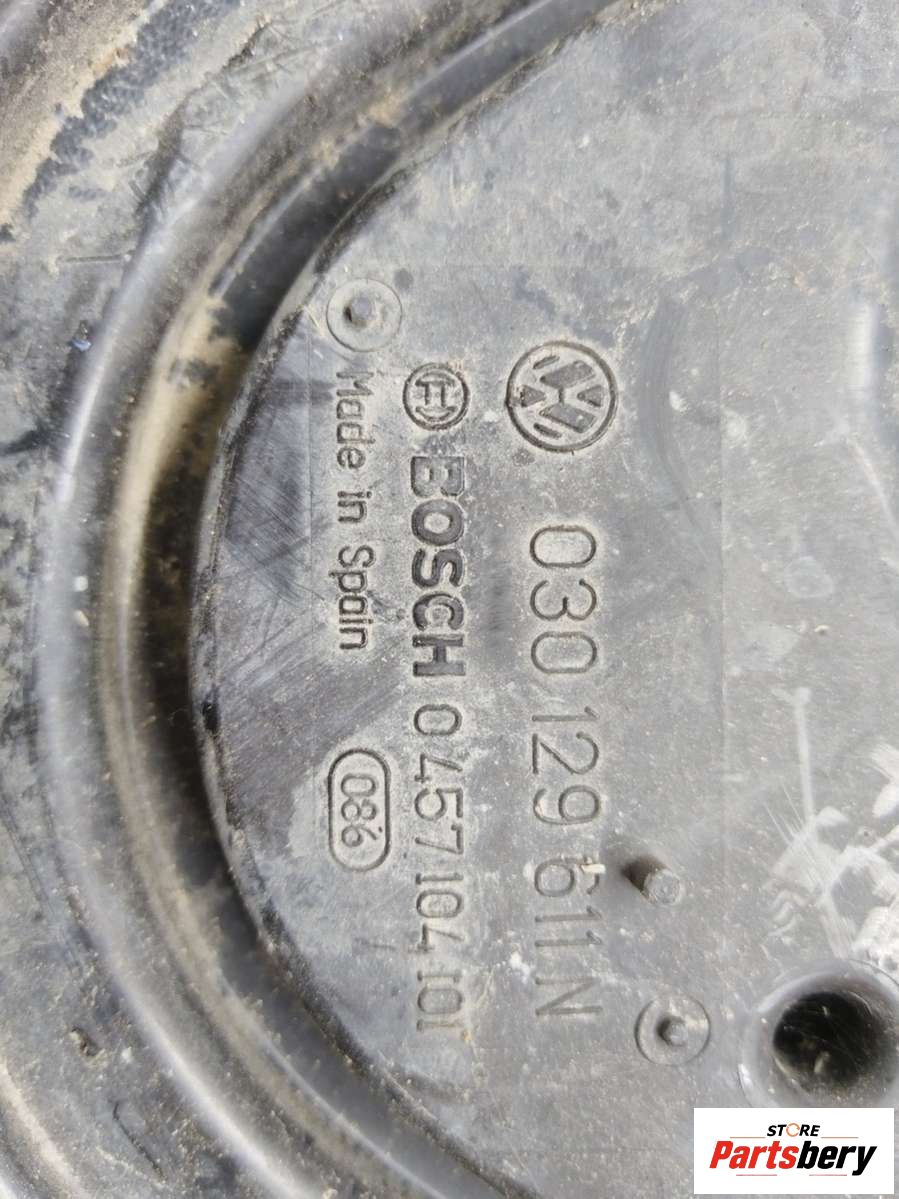 030 129 611 N
BOSCH 0 457 104 101
Made in Spain
086
STORE
Partsbery